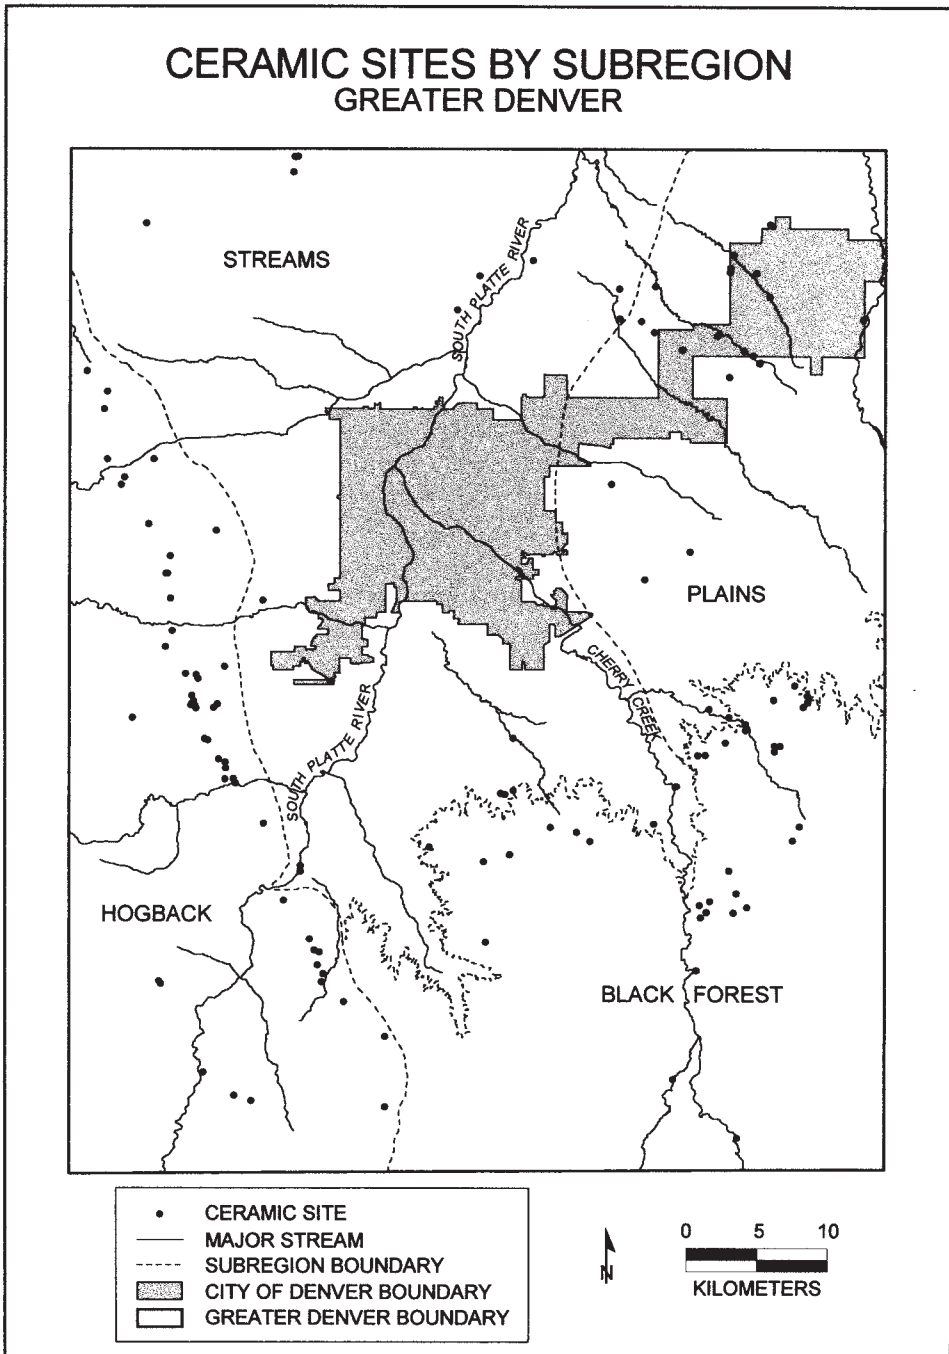 CERAMIC SITES BY SUBREGION
GREATER DENVER
STREAMS
SOUTH PLATTE RIVER
PLAINS
CHERRY CREEK
SOUTH PLATTE RIVER
HOGBACK
BLACK FOREST
CERAMIC SITE
MAJOR STREAM
SUBREGION BOUNDARY
CITY OF DENVER BOUNDARY
GREATER DENVER BOUNDARY
N
0 5 10
KILOMETERS